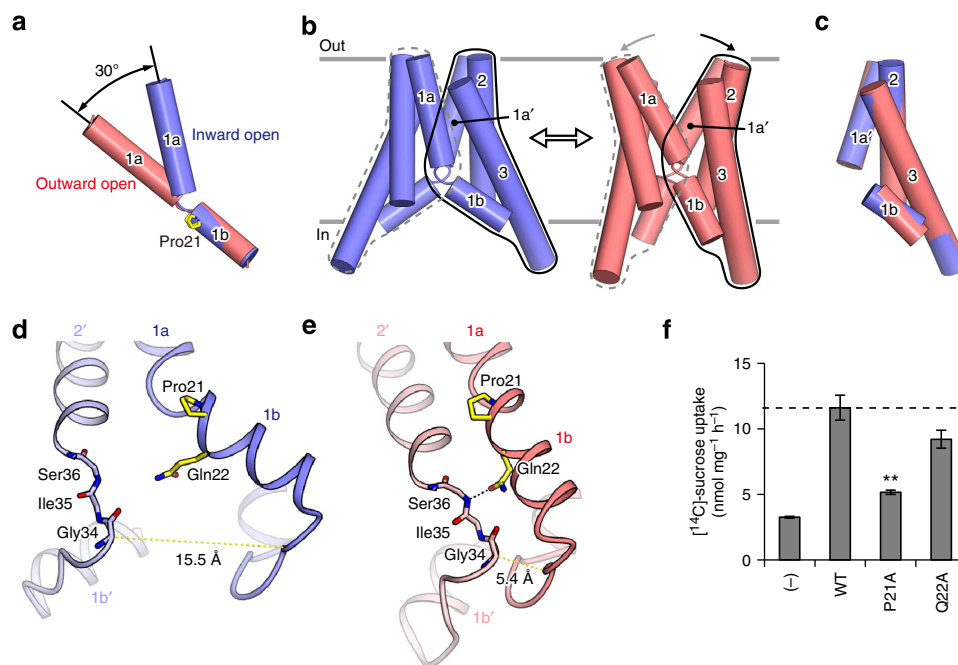 a
30°
1a
1a
Inward open
Outward open
1b
Pro21
b
Out
In
1a
2
1a′
3
1b
1a
2
1a′
3
1b
c
2
1a′
3
1b
d
2′
1a
Pro21
1b
Gln22
Ser36
Ile35
Gly34
15.5 Å
1b′
e
2′
1a
Pro21
1b
Gln22
Ser36
Ile35
Gly34
5.4 Å
1b′
f
[¹⁴C]-sucrose uptake
(nmol mg⁻¹ h⁻¹)
15
10
5
0
**
(–)
WT
P21A
Q22A